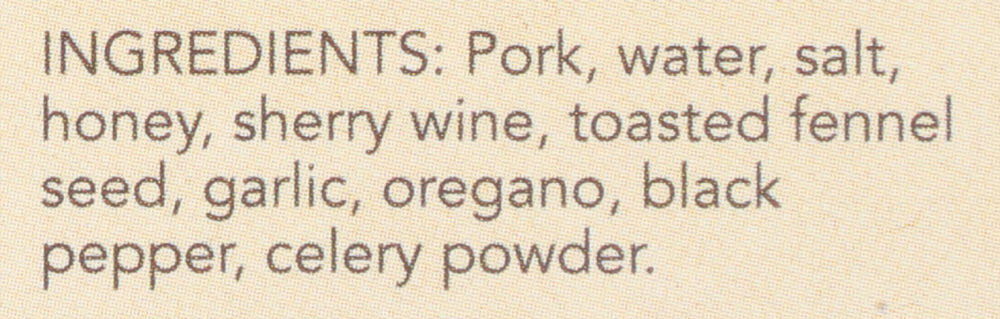 INGREDIENTS: Pork, water, salt,
honey, sherry wine, toasted fennel
seed, garlic, oregano, black
pepper, celery powder.